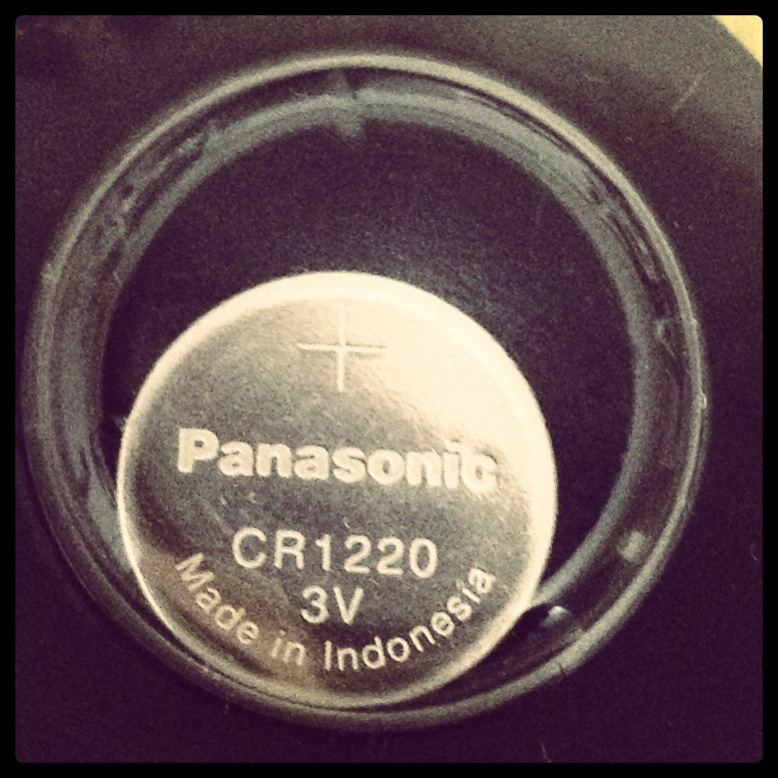 +
Panasonic
CR1220
3V
Made in Indonesia